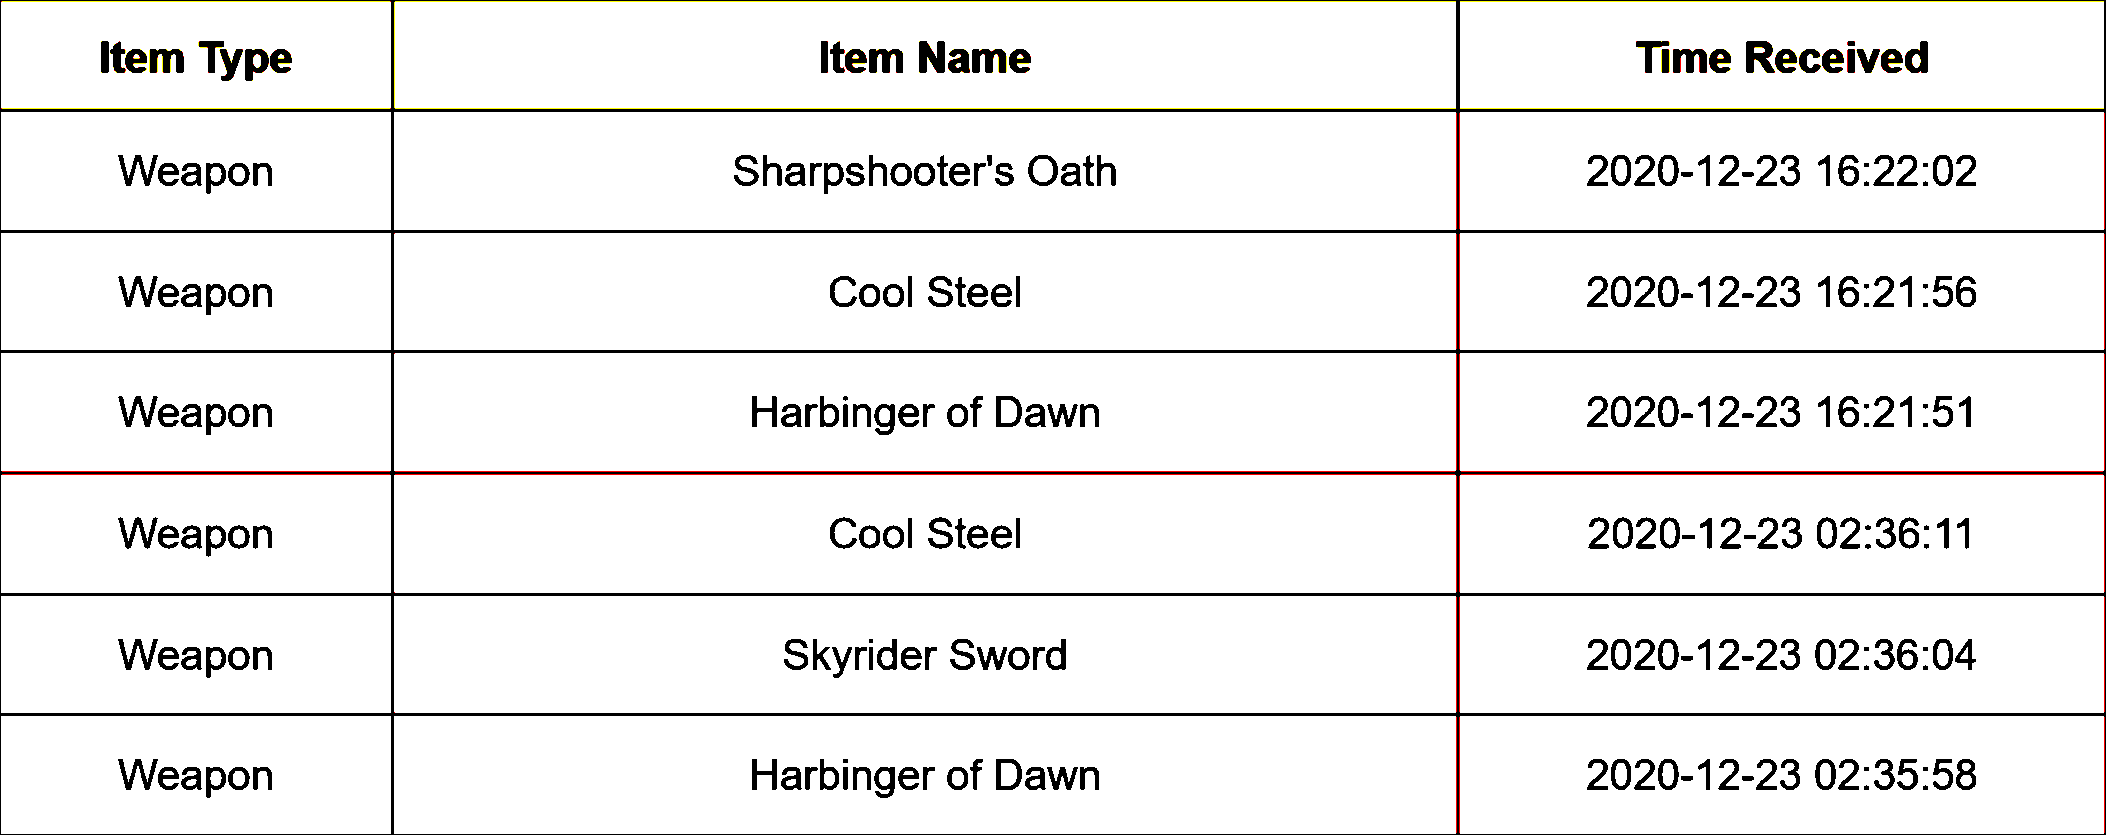 Item Type Item Name Time Received
Weapon Sharpshooter's Oath 2020-12-23 16:22:02
Weapon Cool Steel 2020-12-23 16:21:56
Weapon Harbinger of Dawn 2020-12-23 16:21:51
Weapon Cool Steel 2020-12-23 02:36:11
Weapon Skyrider Sword 2020-12-23 02:36:04
Weapon Harbinger of Dawn 2020-12-23 02:35:58